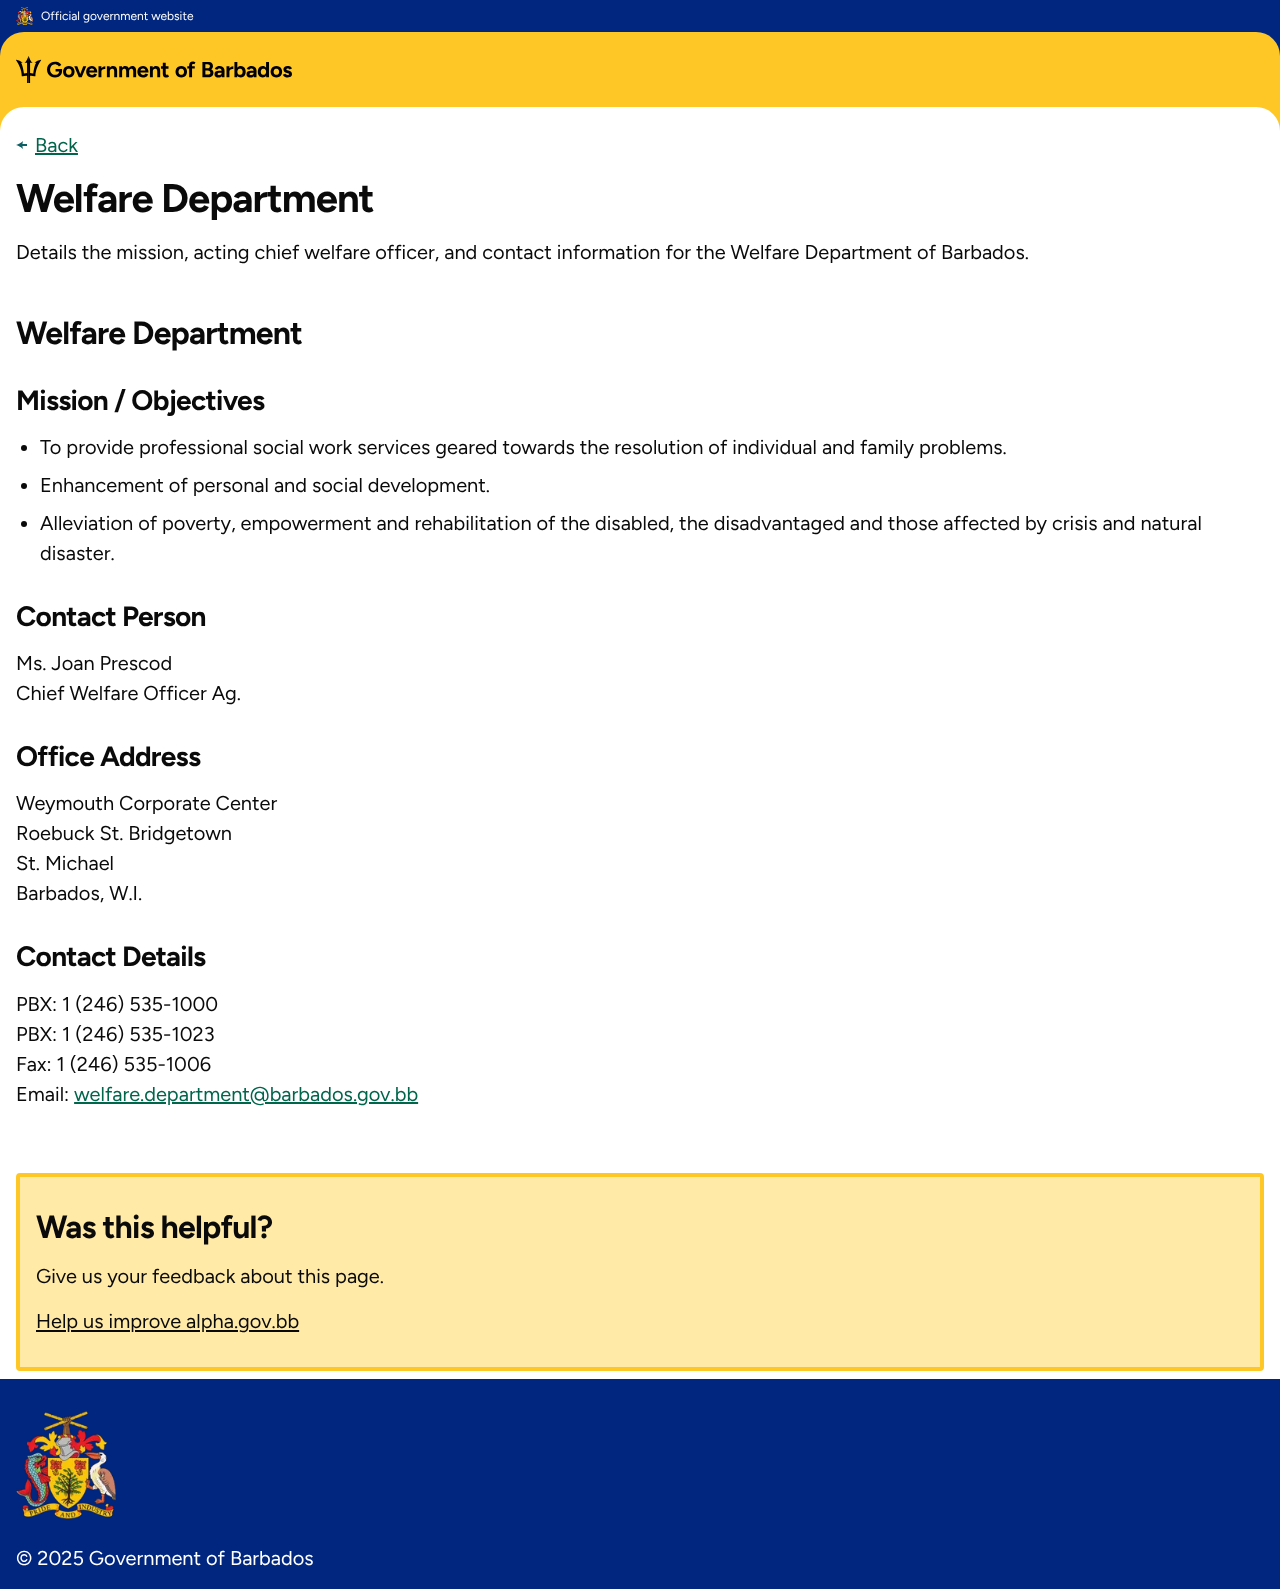 Official government website
Government of Barbados
Back
Welfare Department
Details the mission, acting chief welfare officer, and contact information for the Welfare Department of Barbados.
Welfare Department
Mission / Objectives
• To provide professional social work services geared towards the resolution of individual and family problems.
• Enhancement of personal and social development.
• Alleviation of poverty, empowerment and rehabilitation of the disabled, the disadvantaged and those affected by crisis and natural
disaster.
Contact Person
Ms. Joan Prescod
Chief Welfare Officer Ag.
Office Address
Weymouth Corporate Center
Roebuck St. Bridgetown
St. Michael
Barbados, W.I.
Contact Details
PBX: 1 (246) 535-1000
PBX: 1 (246) 535-1023
Fax: 1 (246) 535-1006
Email: welfare.department@barbados.gov.bb
Was this helpful?
Give us your feedback about this page.
Help us improve alpha.gov.bb
PRIDE AND INDUSTRY
© 2025 Government of Barbados